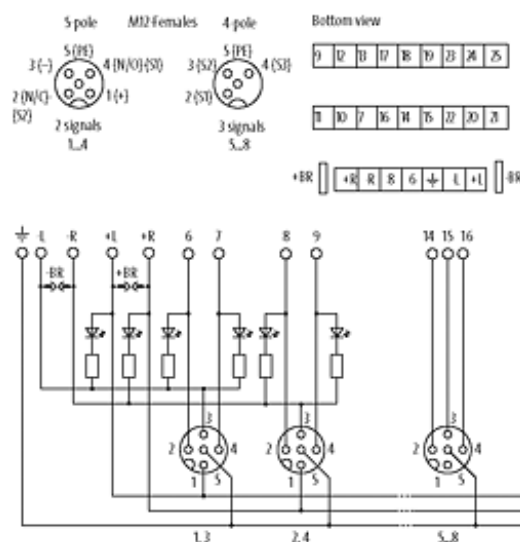 5-pole M12-Females 4-pole Bottom view
5 (PE) 5 (PE)
3 (–) 4 (N/O)-(S1) 3 (S2) 4 (S3)
2 (N/C)-(S2) 1 (+) 2 (S1)
2 signals 3 signals
1...4 5...8
9 12 13 17 18 19 23 24 25
11 10 7 16 14 15 22 20 21
+BR +R R 8 6 -L +L -BR
-L -R +L +R 6 7 8 9 14 15 16
-BR +BR
3 3 3
2 4 2 4 2 4
1 5 1 5 1 5
1...3 2...4 5...8